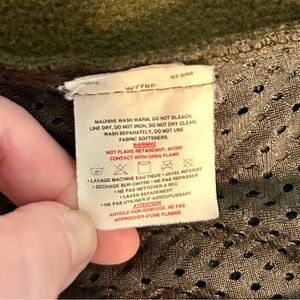 W778F
MACHINE WASH WARM, DO NOT BLEACH,
LINE DRY, DO NOT IRON, DO NOT DRY CLEAR.
WASH SEPARATELY, DO NOT USE
FABRIC SOFTENERS.
WARNING
NOT FLAME RETARDANT. AVOID
CONTACT WITH OPEN FIRE
• LAVAGE MACHINE EAU TIEDE • JAVEL INTERDIT
• SECHAGE SUR CINTRE • NE PAS REPASSER
• NE PAS NETTOYER A SEC
• LAVER SEPAREMENT
• NE PAS UTILISER D'ASSOUPLISSANT
ATTENTION
ARTICLE NON IGNIFUGE, NE PAS
APPROCHER D'UNE FLAMME